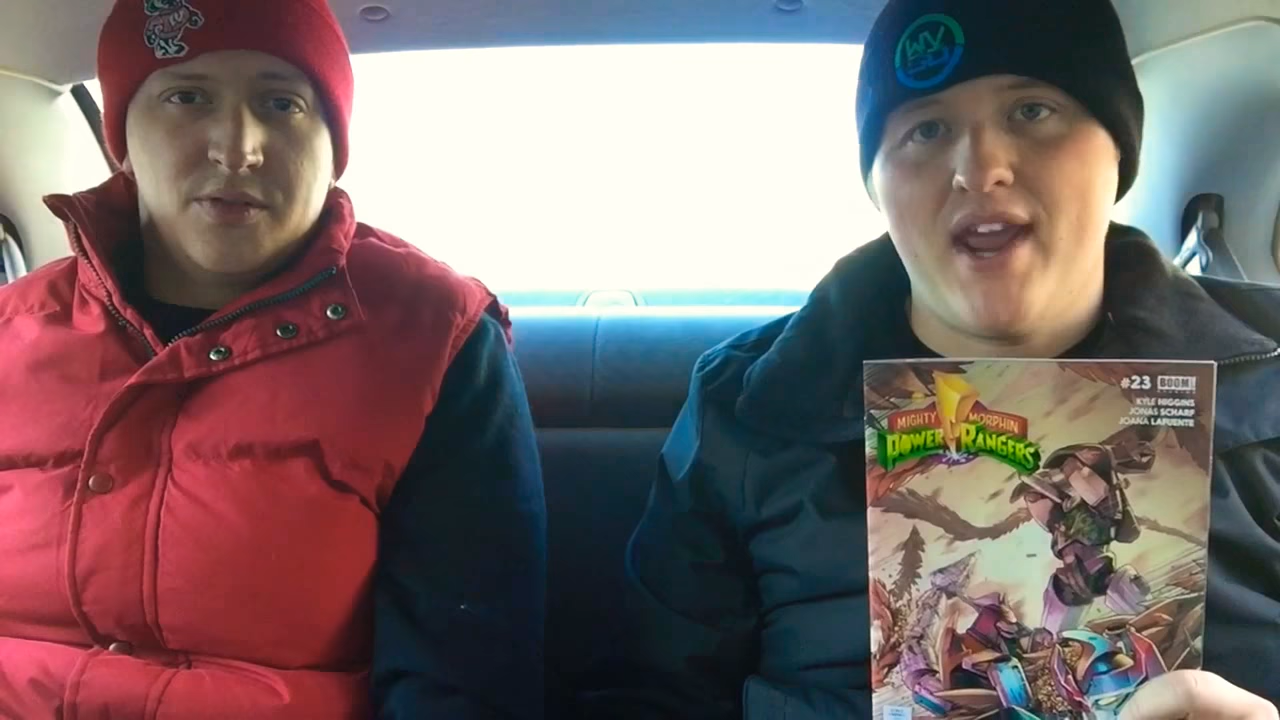 #23 BOOM!
KYLE HIGGINS
JONAS SCHARF
JOANA LAFUENTE
MIGHTY MORPHIN
POWER RANGERS